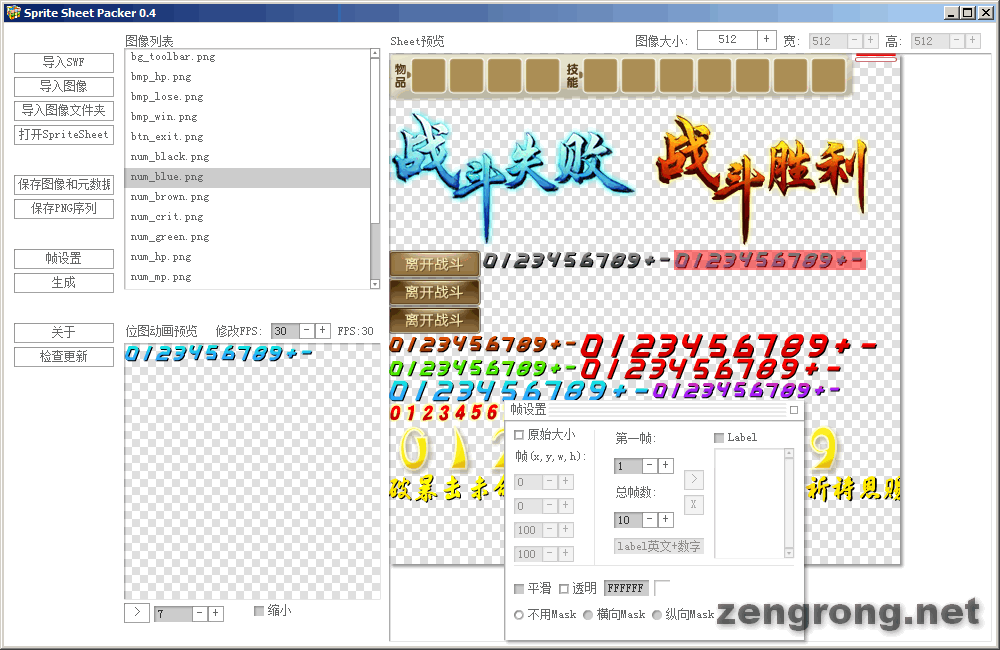 Sprite Sheet Packer 0.4
导入SWF
导入图像
导入图像文件夹
打开SpriteSheet
保存图像和元数据
保存PNG序列
帧设置
生成
关于
检查更新
图像列表
bg_toolbar.png
bmp_hp.png
bmp_lose.png
bmp_win.png
btn_exit.png
num_black.png
num_blue.png
num_brown.png
num_crit.png
num_green.png
num_hp.png
num_mp.png
位图动画预览 修改FPS: 30 - + FPS:30
0123456789+-
> 7 - + 缩小
Sheet预览 图像大小: 512 + 宽: 512 - + 高: 512 - +
物品 技能
战斗失败 战斗胜利
离开战斗 0123456789+- 0123456789+-
离开战斗
离开战斗
0123456789+- 0123456789+-
0123456789+- 0123456789+-
0123456789+- 0123456789+-
0123456
012 9
破暴击未 祈祷恩赐
帧设置
原始大小 第一帧: Label
帧(x,y,w,h): 1 - +
0 - + >
0 - + 总帧数: X
100 - + 10 - +
100 - + label英文+数字
平滑 透明 FFFFFF
不用Mask 横向Mask 纵向Mask
zengrong.net